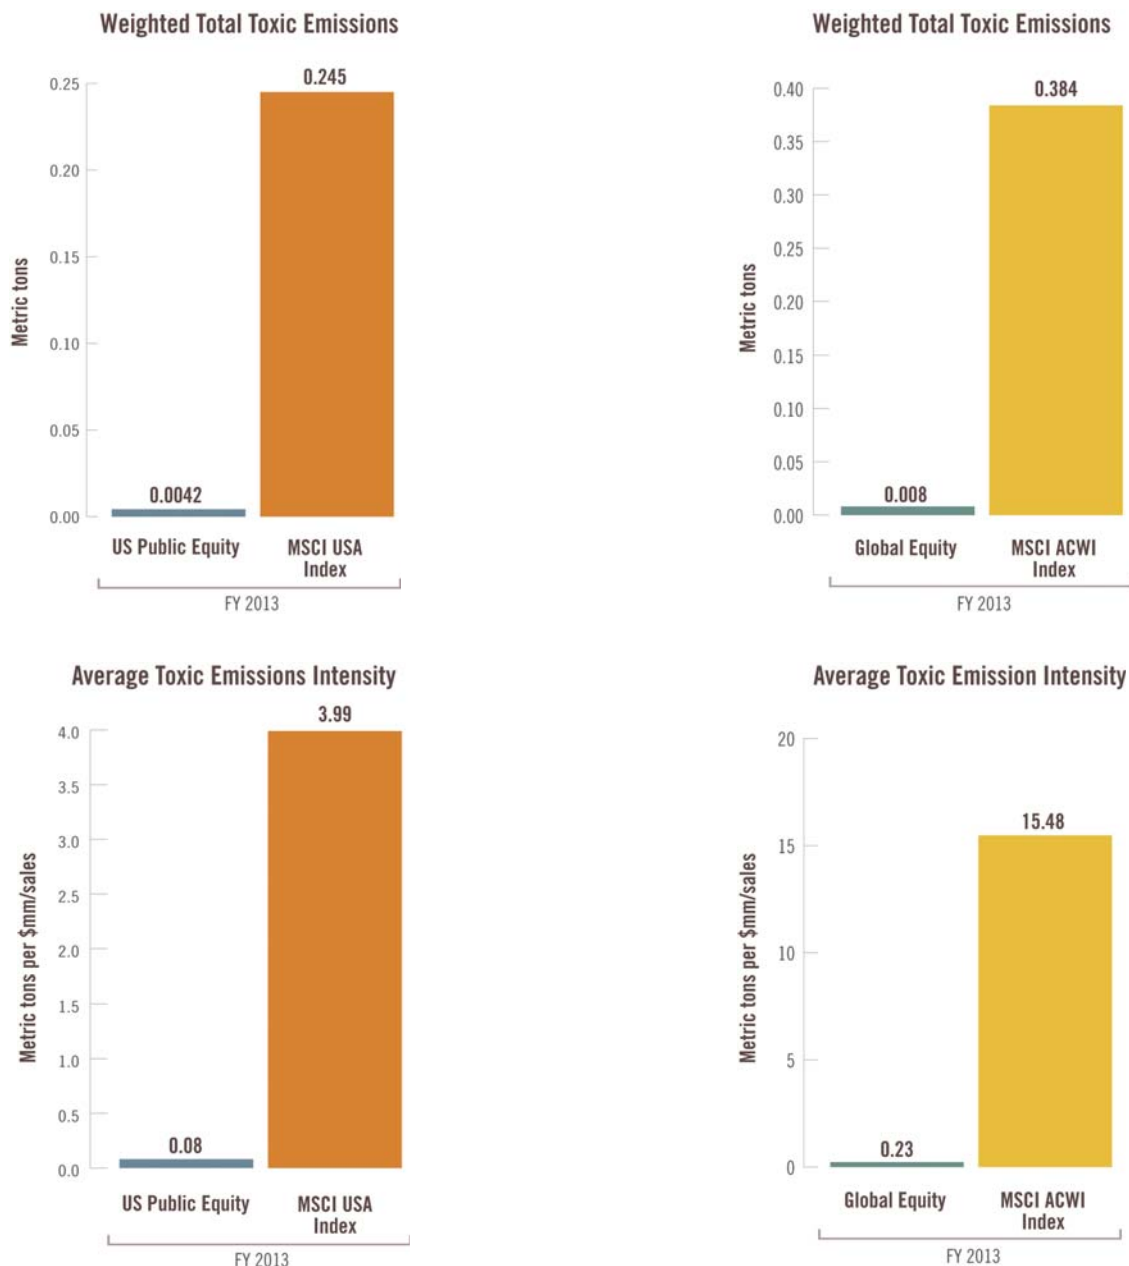 Weighted Total Toxic Emissions
Metric tons
0.25
0.20
0.15
0.10
0.05
0.00
0.245
0.0042
US Public Equity
MSCI USA
Index
FY 2013
Weighted Total Toxic Emissions
Metric tons
0.40
0.35
0.30
0.25
0.20
0.15
0.10
0.05
0.00
0.384
0.008
Global Equity
MSCI ACWI
Index
FY 2013
Average Toxic Emissions Intensity
Metric tons per $mm/sales
4.0
3.5
3.0
2.5
2.0
1.5
1.0
0.5
0.0
3.99
0.08
US Public Equity
MSCI USA
Index
FY 2013
Average Toxic Emission Intensity
Metric tons per $mm/sales
20
15
10
5
0
15.48
0.23
Global Equity
MSCI ACWI
Index
FY 2013